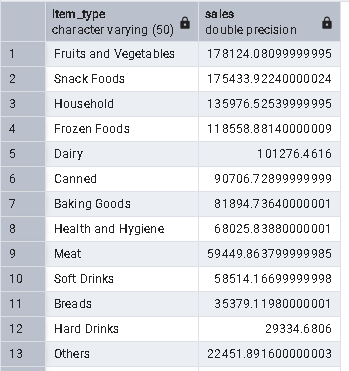 item_type sales
character varying (50) double precision
1 Fruits and Vegetables 178124.08099999995
2 Snack Foods 175433.92240000024
3 Household 135976.52539999995
4 Frozen Foods 118558.88140000009
5 Dairy 101276.4616
6 Canned 90706.72899999999
7 Baking Goods 81894.73640000001
8 Health and Hygiene 68025.83880000001
9 Meat 59449.863799999985
10 Soft Drinks 58514.16699999998
11 Breads 35379.11980000001
12 Hard Drinks 29334.6806
13 Others 22451.891600000003